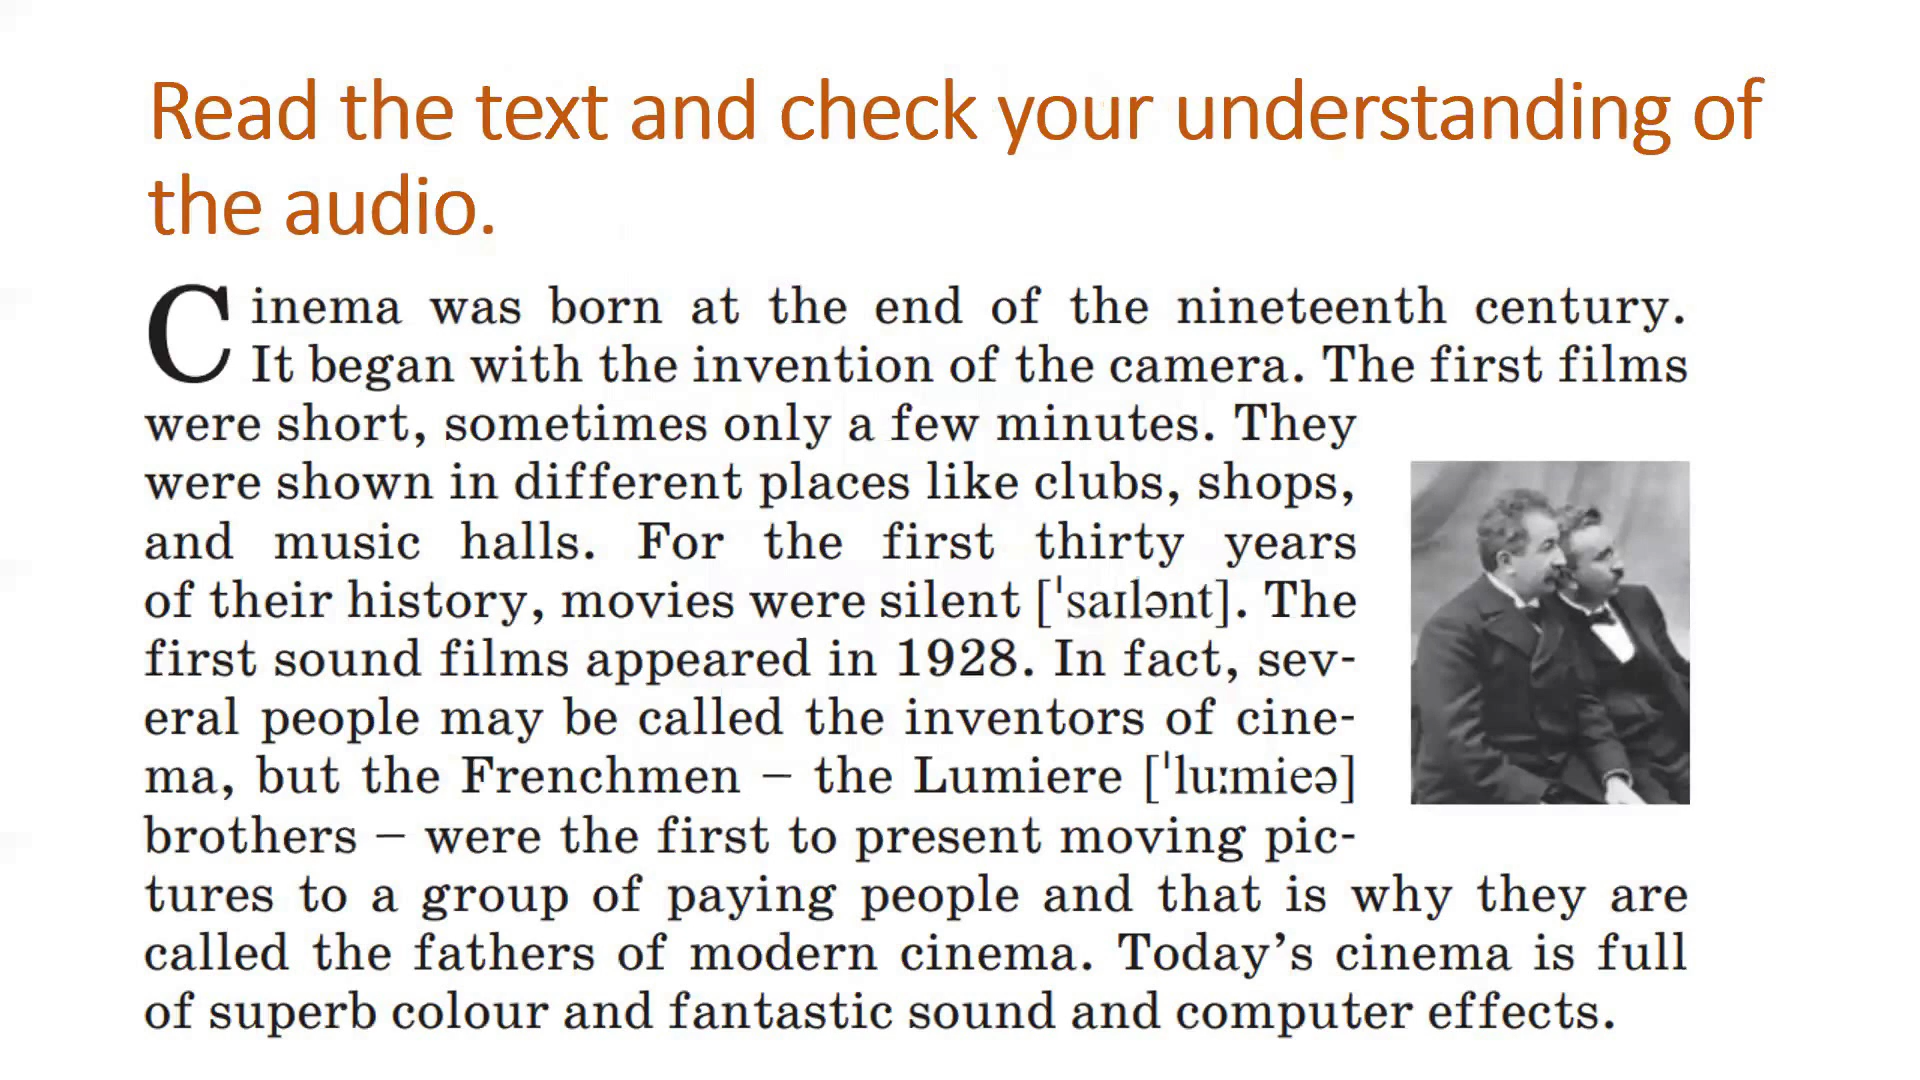 Read the text and check your understanding of
the audio.
Cinema was born at the end of the nineteenth century.
It began with the invention of the camera. The first films
were short, sometimes only a few minutes. They
were shown in different places like clubs, shops,
and music halls. For the first thirty years
of their history, movies were silent [ˈsaɪlənt]. The
first sound films appeared in 1928. In fact, sev-
eral people may be called the inventors of cine-
ma, but the Frenchmen – the Lumiere [ˈluːmieə]
brothers – were the first to present moving pic-
tures to a group of paying people and that is why they are
called the fathers of modern cinema. Today’s cinema is full
of superb colour and fantastic sound and computer effects.